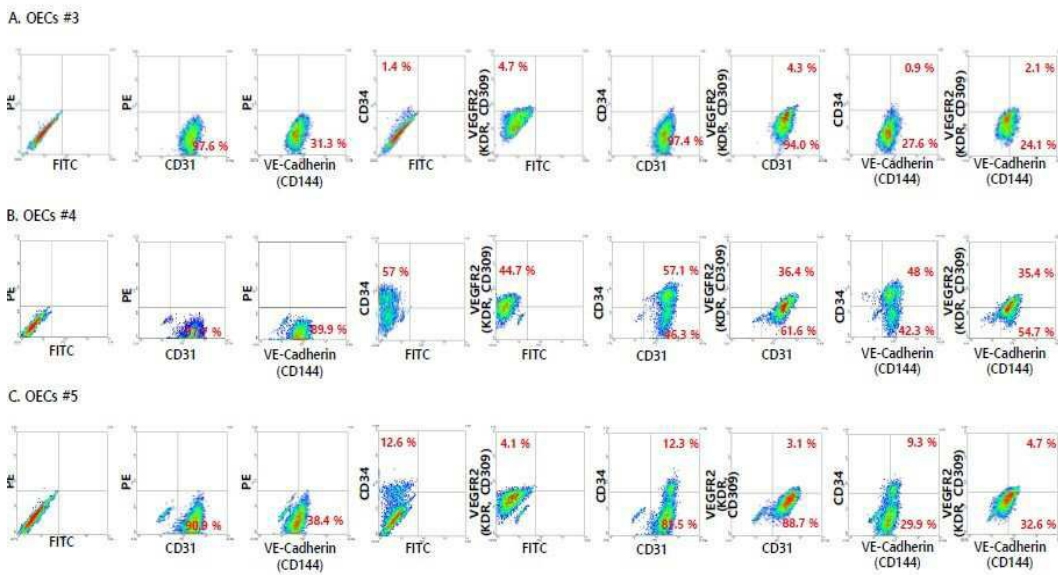 A. OECs #3
1.4 %
4.7 %
4.3 %
0.9 %
2.1 %
PE
PE
PE
CD34
VEGFR2
(KDR, CD309)
CD34
VEGFR2
(KDR, CD309)
CD34
VEGFR2
(KDR, CD309)
97.6 %
31.3 %
97.4 %
94.0 %
27.6 %
24.1 %
FITC
CD31
VE-Cadherin
(CD144)
FITC
FITC
CD31
CD31
VE-Cadherin
(CD144)
VE-Cadherin
(CD144)
B. OECs #4
57 %
44.7 %
57.1 %
36.4 %
48 %
35.4 %
PE
PE
PE
CD34
VEGFR2
(KDR, CD309)
CD34
VEGFR2
(KDR, CD309)
CD34
VEGFR2
(KDR, CD309)
89.9 %
61.6 %
42.3 %
54.7 %
FITC
CD31
VE-Cadherin
(CD144)
FITC
FITC
CD31
CD31
VE-Cadherin
(CD144)
VE-Cadherin
(CD144)
C. OECs #5
12.6 %
4.1 %
12.3 %
3.1 %
9.3 %
4.7 %
PE
PE
PE
CD34
VEGFR2
(KDR, CD309)
CD34
VEGFR2
(KDR,
CD309)
CD34
VEGFR2
(KDR, CD309)
90.9 %
38.4 %
88.7 %
29.9 %
32.6 %
FITC
CD31
VE-Cadherin
(CD144)
FITC
FITC
CD31
CD31
VE-Cadherin
(CD144)
VE-Cadherin
(CD144)